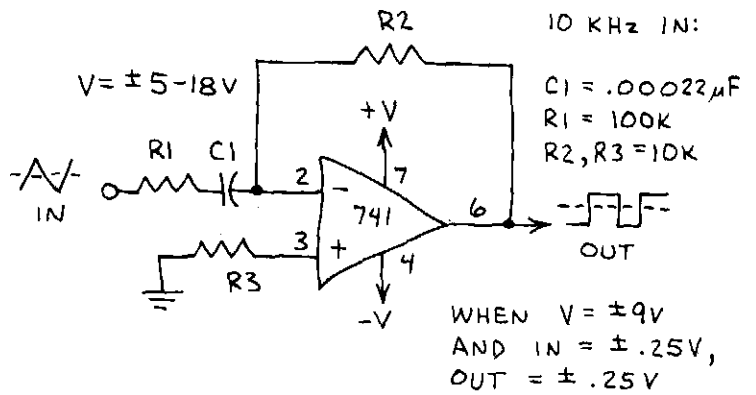 R2
10 KHz IN:
V = ±5-18V
C1 = .00022µF
R1 = 100K
R2, R3 = 10K
+V
R1 C1
2 - 7
IN
741
6
3 +
OUT
R3
4
-V
WHEN V = ±9V
AND IN = ±.25V,
OUT = ±.25V